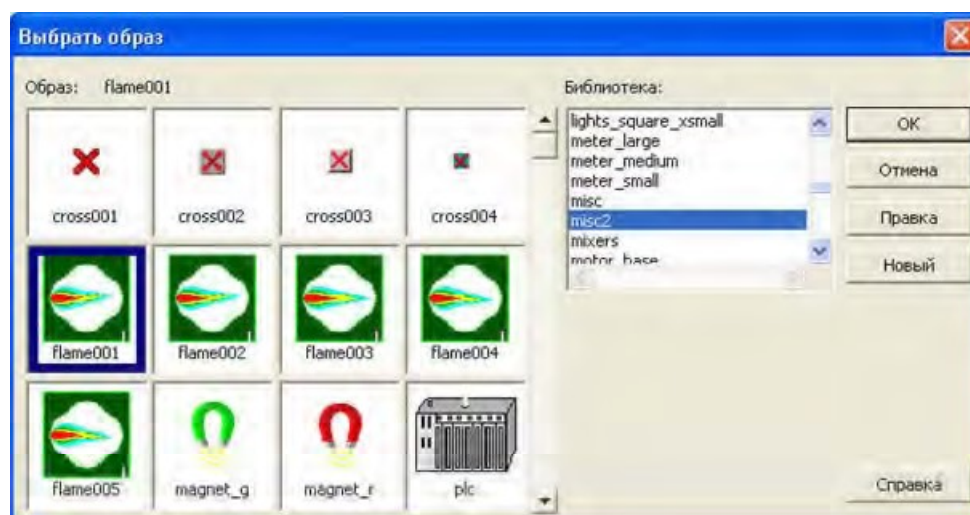 Выбрать образ
Образ: flame001
Библиотека:
cross001 cross002 cross003 cross004
flame001 flame002 flame003 flame004
flame005 magnet_g magnet_r plc
lights_square_xsmall
meter_large
meter_medium
meter_small
misc
misc2
mixers
motor_base
OK
Отмена
Правка
Новый
Справка